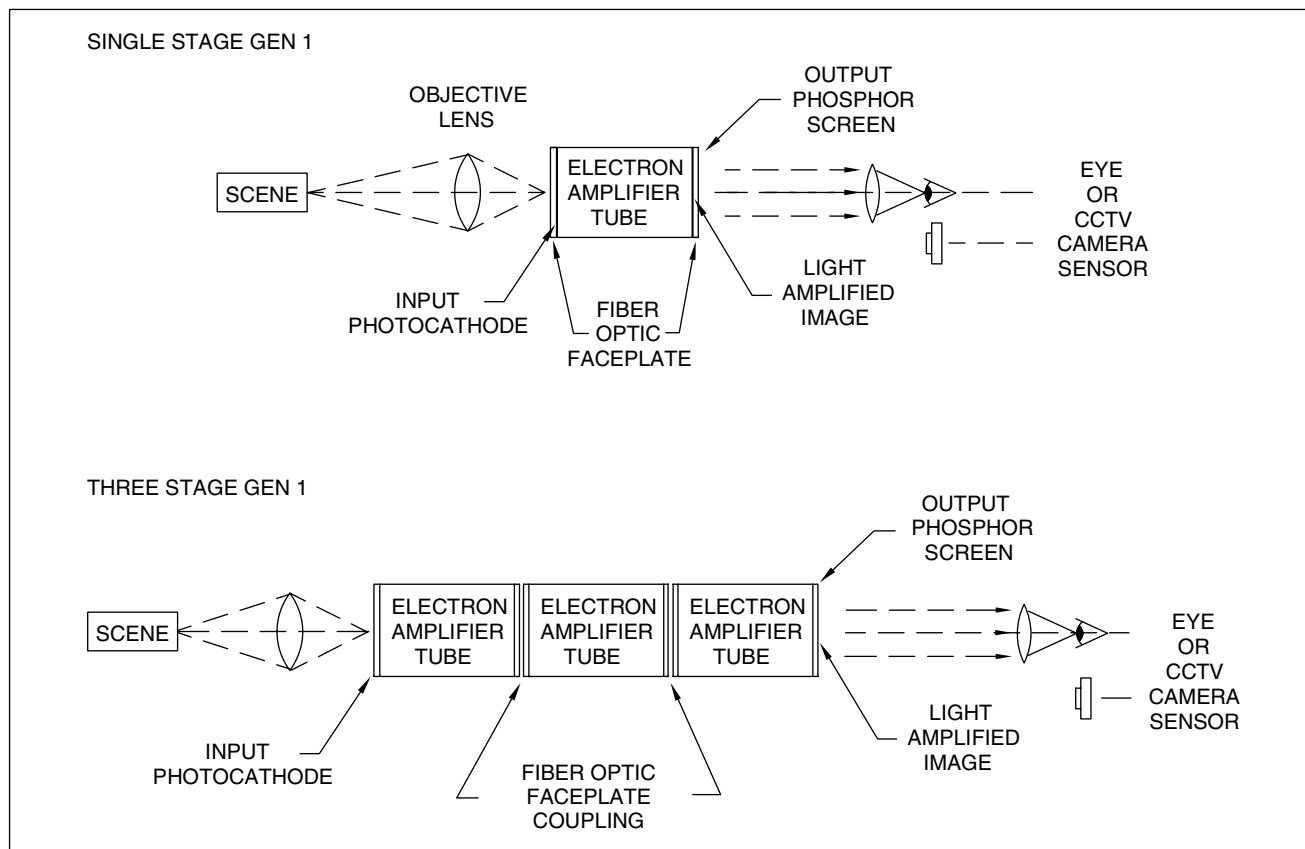 SINGLE STAGE GEN 1
OBJECTIVE
LENS
OUTPUT
PHOSPHOR
SCREEN
SCENE
ELECTRON
AMPLIFIER
TUBE
EYE
OR
CCTV
CAMERA
SENSOR
INPUT
PHOTOCATHODE
FIBER
OPTIC
FACEPLATE
LIGHT
AMPLIFIED
IMAGE
THREE STAGE GEN 1
OUTPUT
PHOSPHOR
SCREEN
SCENE
ELECTRON
AMPLIFIER
TUBE
ELECTRON
AMPLIFIER
TUBE
ELECTRON
AMPLIFIER
TUBE
EYE
OR
CCTV
CAMERA
SENSOR
INPUT
PHOTOCATHODE
FIBER OPTIC
FACEPLATE
COUPLING
LIGHT
AMPLIFIED
IMAGE